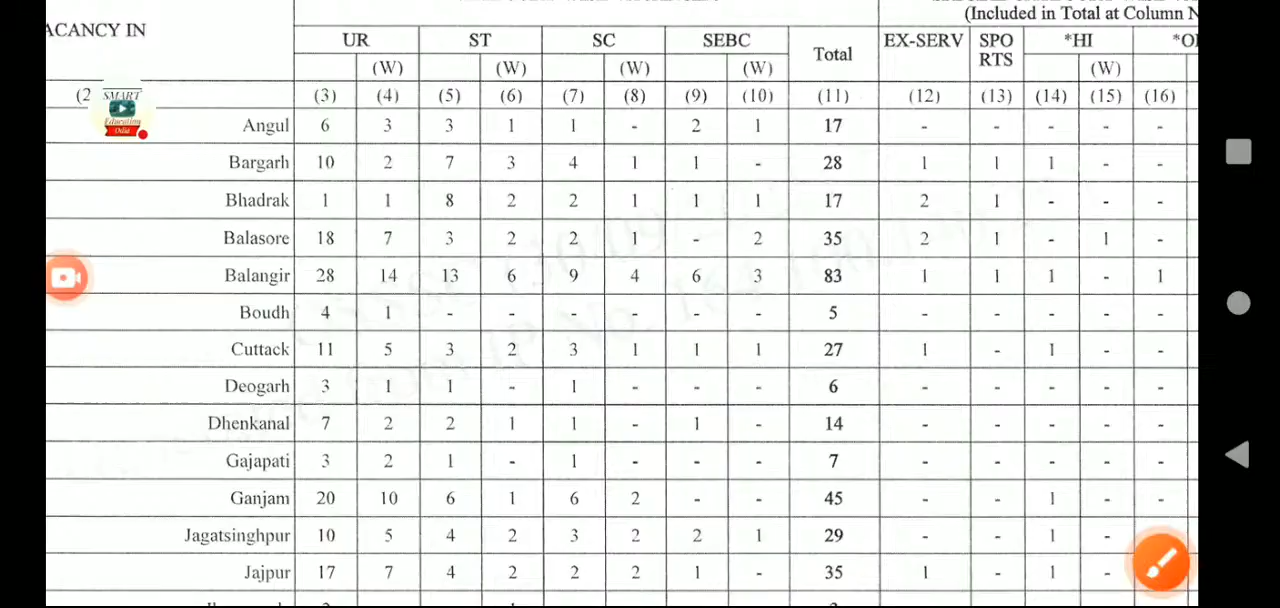 (Included in Total at Column N
ACANCY IN
UR ST SC SEBC Total EX-SERV SPO RTS *HI
(W) (W) (W) (W) (W)
(2 (3) (4) (5) (6) (7) (8) (9) (10) (11) (12) (13) (14) (15) (16)
SMART
Educating
Odia
Angul 6 3 3 1 1 - 2 1 17 - - - - -
Bargarh 10 2 7 3 4 1 1 - 28 1 1 1 - -
Bhadrak 1 1 8 2 2 1 1 1 17 2 1 - - -
Balasore 18 7 3 2 2 1 - 2 35 2 1 - 1 -
Balangir 28 14 13 6 9 4 6 3 83 1 1 1 - 1
Boudh 4 1 - - - - - - 5 - - - - -
Cuttack 11 5 3 2 3 1 1 1 27 1 - 1 - -
Deogarh 3 1 1 - 1 - - - 6 - - - - -
Dhenkanal 7 2 2 1 1 - 1 - 14 - - - - -
Gajapati 3 2 1 - 1 - - - 7 - - - - -
Ganjam 20 10 6 1 6 2 - - 45 - - 1 - -
Jagatsinghpur 10 5 4 2 3 2 2 1 29 - - 1 -
Jajpur 17 7 4 2 2 2 1 - 35 1 - 1 -